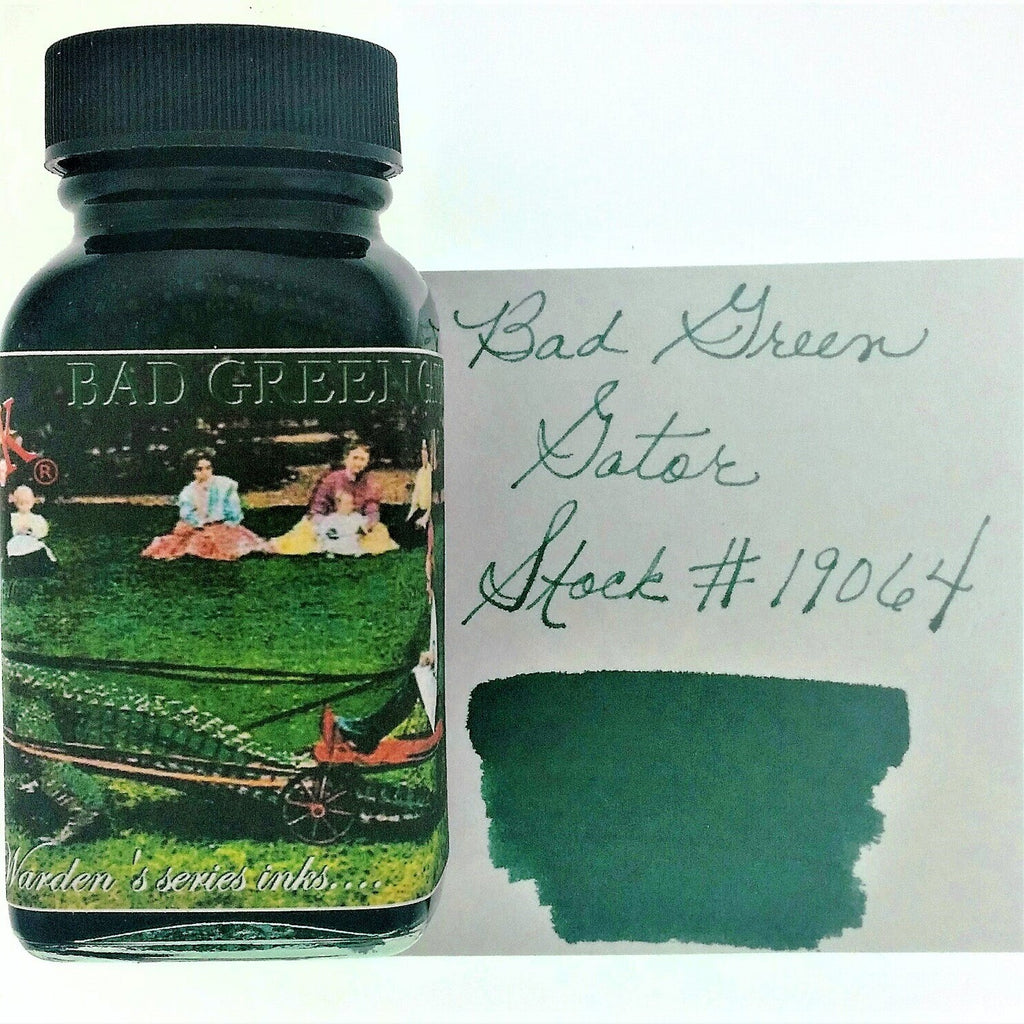 BAD GREEN G
K®
Warden's series inks....
Bad Green
Gator
Stock # 19064